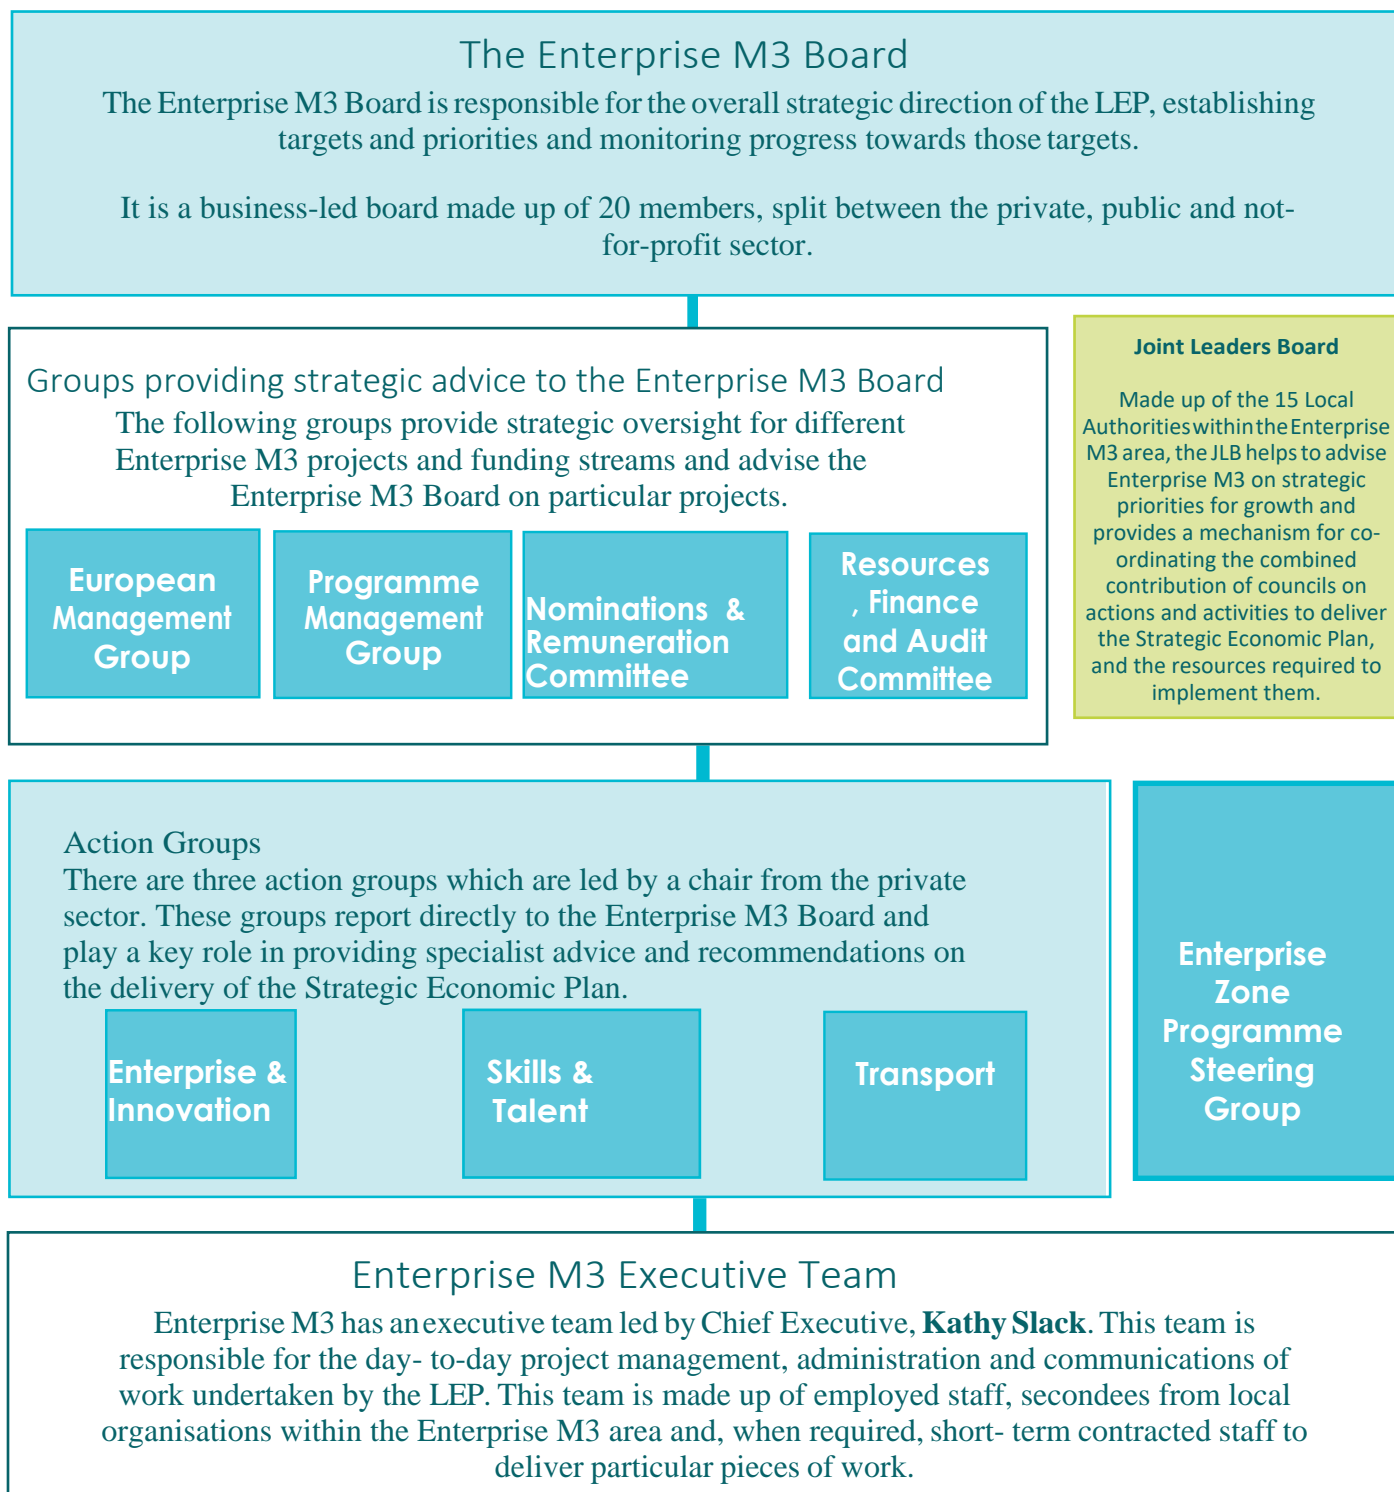 The Enterprise M3 Board
The Enterprise M3 Board is responsible for the overall strategic direction of the LEP, establishing
targets and priorities and monitoring progress towards those targets.
It is a business-led board made up of 20 members, split between the private, public and not-
for-profit sector.
Groups providing strategic advice to the Enterprise M3 Board
The following groups provide strategic oversight for different
Enterprise M3 projects and funding streams and advise the
Enterprise M3 Board on particular projects.
European
Management
Group
Programme
Management
Group
Nominations &
Remuneration
Committee
Resources
, Finance
and Audit
Committee
Joint Leaders Board
Made up of the 15 Local
Authorities within the Enterprise
M3 area, the JLB helps to advise
Enterprise M3 on strategic
priorities for growth and
provides a mechanism for co-
ordinating the combined
contribution of councils on
actions and activities to deliver
the Strategic Economic Plan,
and the resources required to
implement them.
Action Groups
There are three action groups which are led by a chair from the private
sector. These groups report directly to the Enterprise M3 Board and
play a key role in providing specialist advice and recommendations on
the delivery of the Strategic Economic Plan.
Enterprise &
Innovation
Skills &
Talent
Transport
Enterprise
Zone
Programme
Steering
Group
Enterprise M3 Executive Team
Enterprise M3 has an executive team led by Chief Executive, Kathy Slack. This team is
responsible for the day- to-day project management, administration and communications of
work undertaken by the LEP. This team is made up of employed staff, secondees from local
organisations within the Enterprise M3 area and, when required, short- term contracted staff to
deliver particular pieces of work.